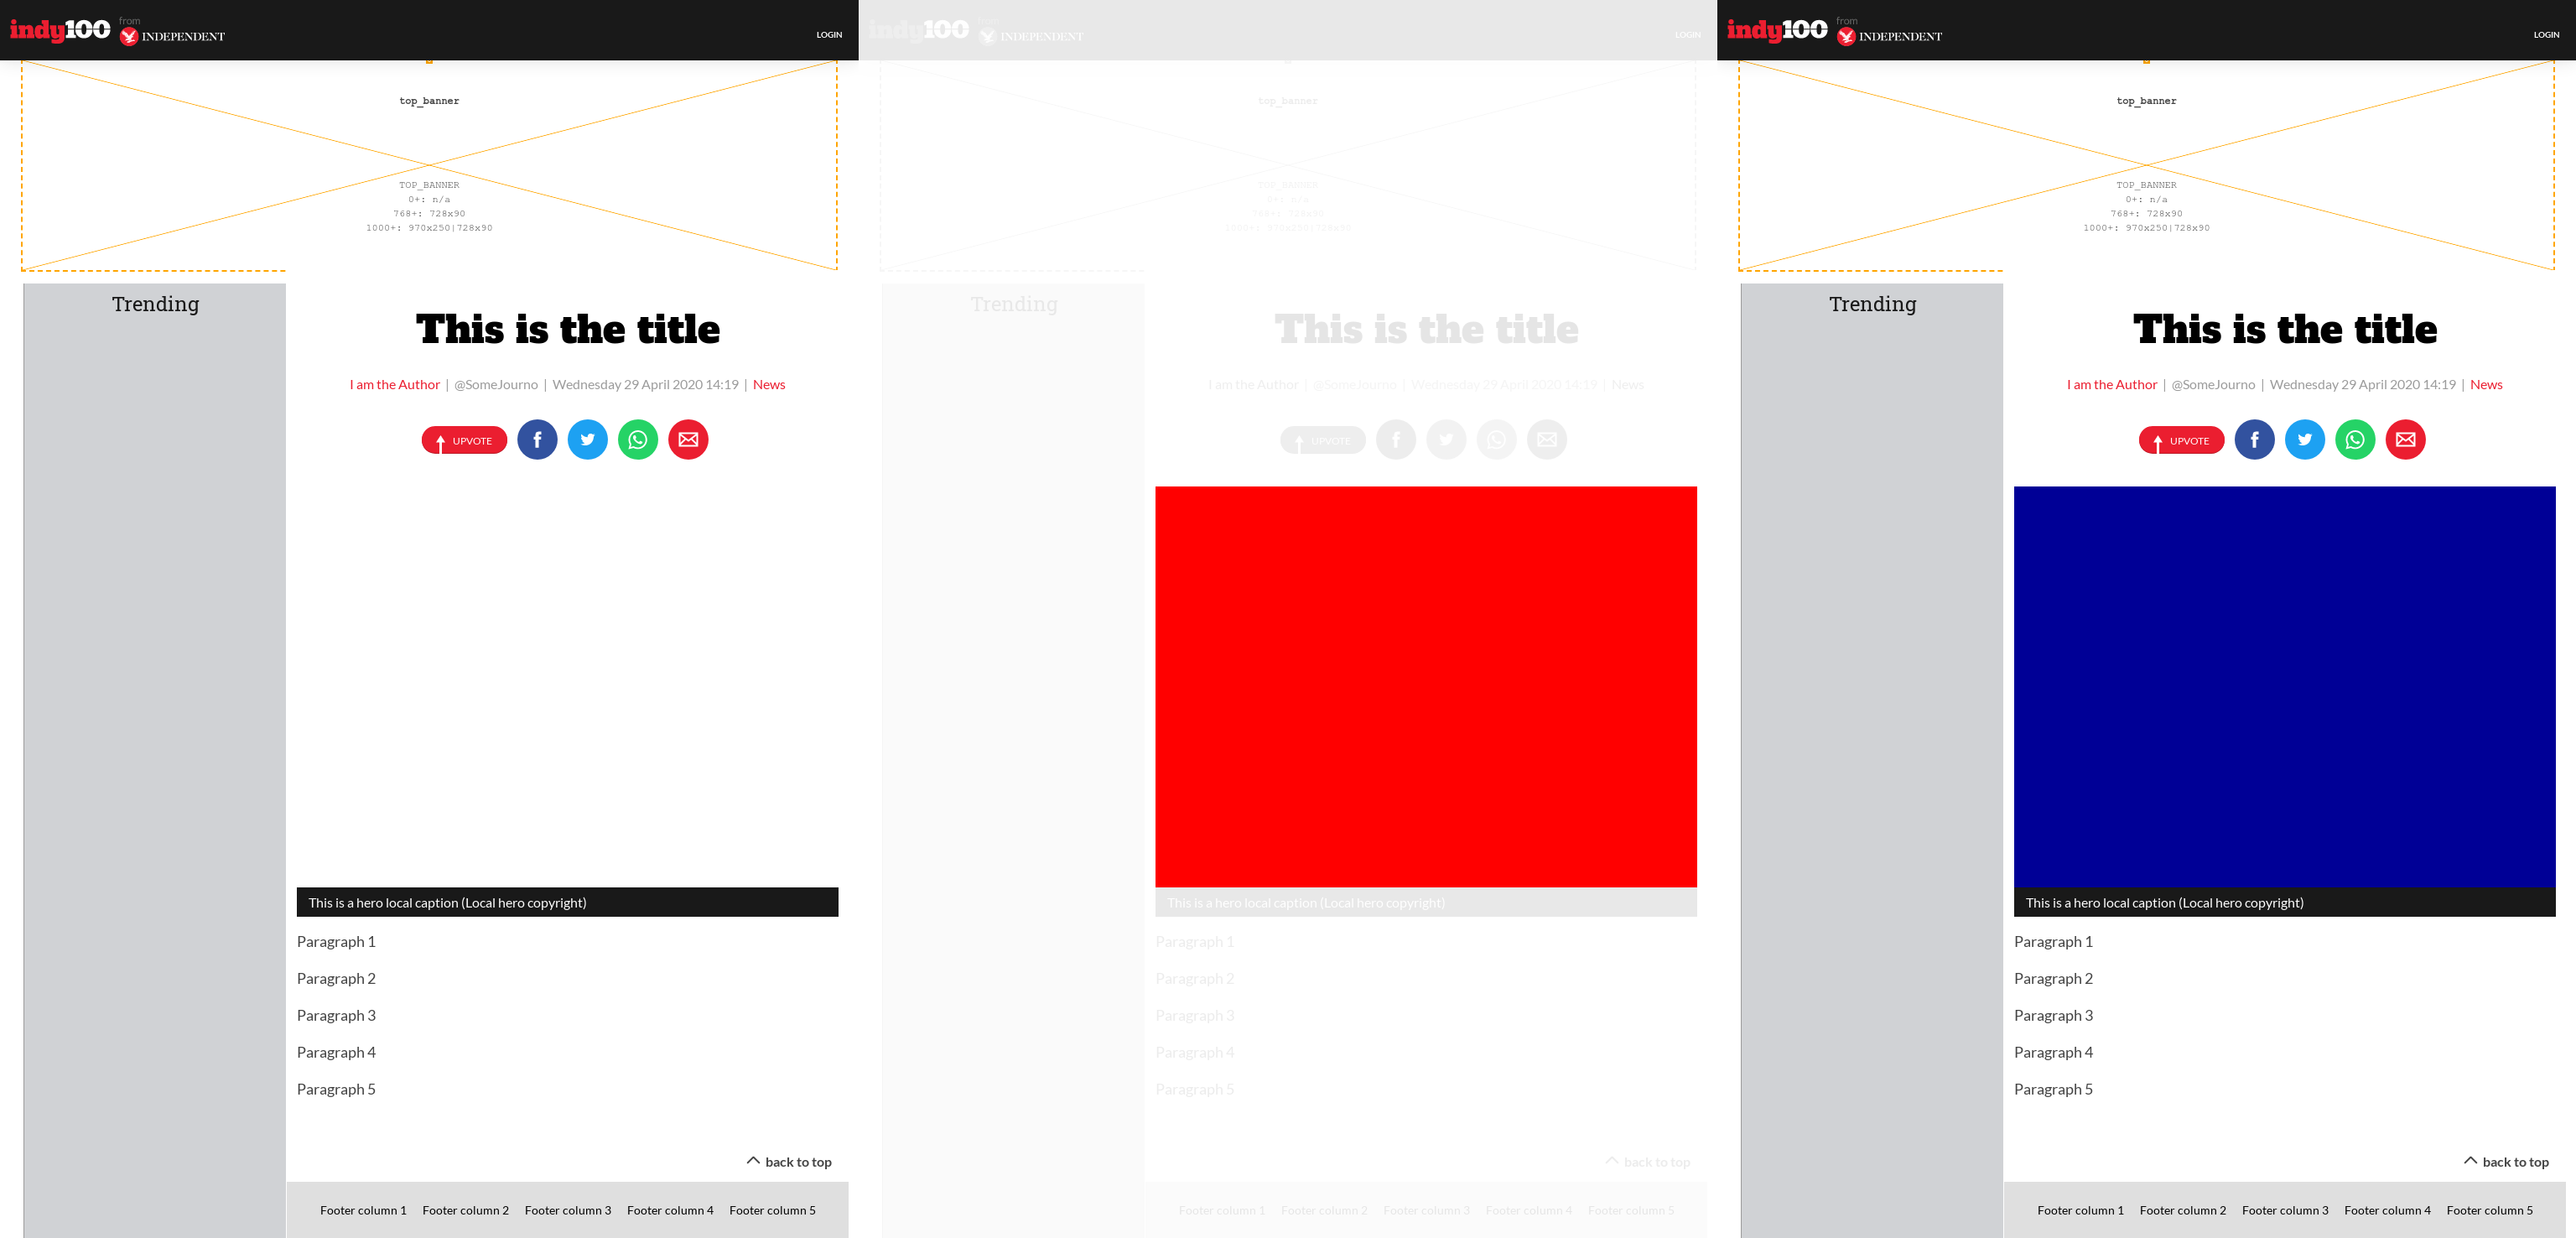 indy100 from
INDEPENDENT
LOGIN
top_banner
TOP_BANNER
0+: n/a
768+: 728x90
1000+: 970x250|728x90
Trending
This is the title
I am the Author | @SomeJourno | Wednesday 29 April 2020 14:19 | News
UPVOTE
This is a hero local caption (Local hero copyright)
Paragraph 1
Paragraph 2
Paragraph 3
Paragraph 4
Paragraph 5
back to top
Footer column 1 Footer column 2 Footer column 3 Footer column 4 Footer column 5
indy100
INDEPENDENT
LOGIN
top_banner
TOP_BANNER
0+: n/a
768+: 728x90
1000+: 970x250|728x90
Trending
This is the title
I am the Author | @SomeJourno | Wednesday 29 April 2020 14:19 | News
UPVOTE
This is a hero local caption (Local hero copyright)
Paragraph 1
Paragraph 2
Paragraph 3
Paragraph 4
Paragraph 5
back to top
Footer column 1 Footer column 2 Footer column 3 Footer column 4 Footer column 5
indy100 from
INDEPENDENT
LOGIN
top_banner
TOP_BANNER
0+: n/a
768+: 728x90
1000+: 970x250|728x90
Trending
This is the title
I am the Author | @SomeJourno | Wednesday 29 April 2020 14:19 | News
UPVOTE
This is a hero local caption (Local hero copyright)
Paragraph 1
Paragraph 2
Paragraph 3
Paragraph 4
Paragraph 5
back to top
Footer column 1 Footer column 2 Footer column 3 Footer column 4 Footer column 5